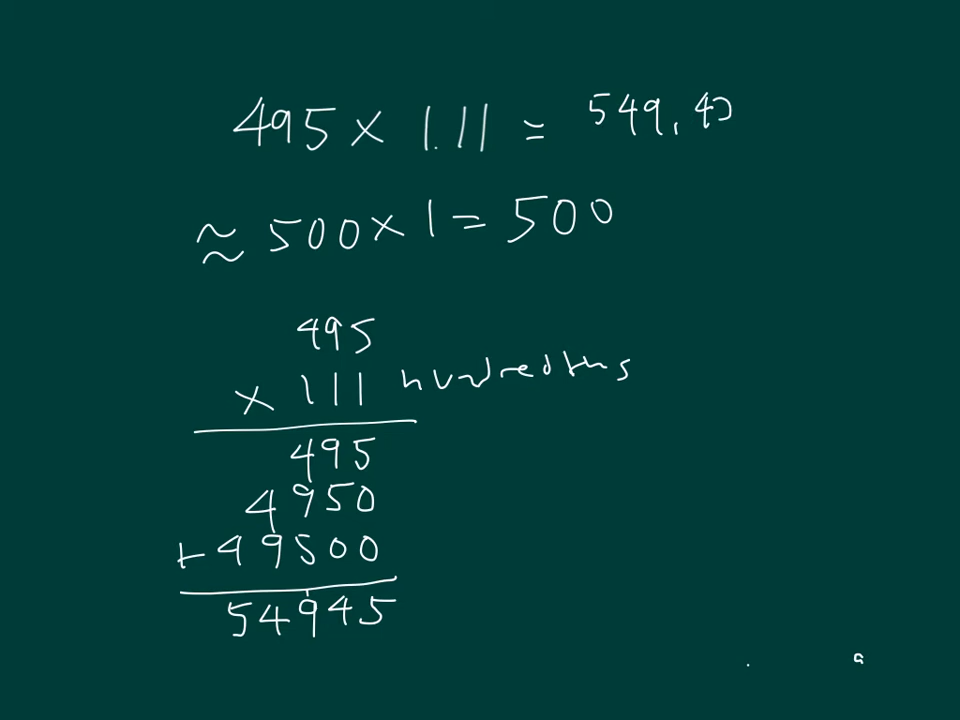 495 × 1.11 = 549.45
≈ 500 × 1 = 500
495
× 111 hundredths
495
4950
+ 49500
54945